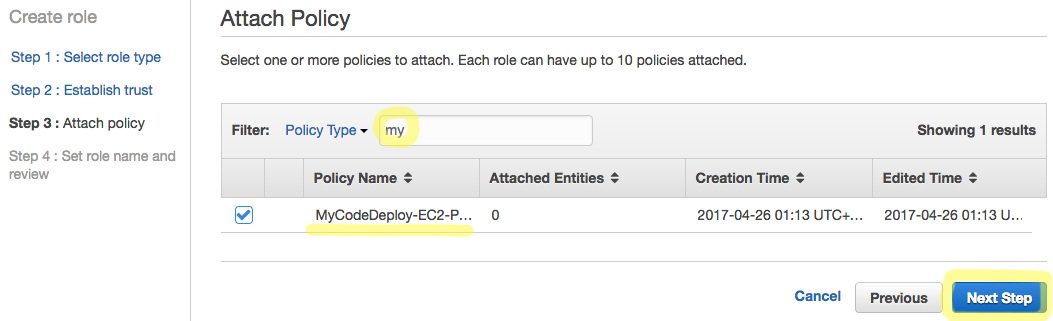 Create role
Step 1 : Select role type
Step 2 : Establish trust
Step 3 : Attach policy
Step 4 : Set role name and
review
Attach Policy
Select one or more policies to attach. Each role can have up to 10 policies attached.
Filter: Policy Type my Showing 1 results
Policy Name Attached Entities Creation Time Edited Time
MyCodeDeploy-EC2-P... 0 2017-04-26 01:13 UTC+... 2017-04-26 01:13 U...
Cancel Previous Next Step